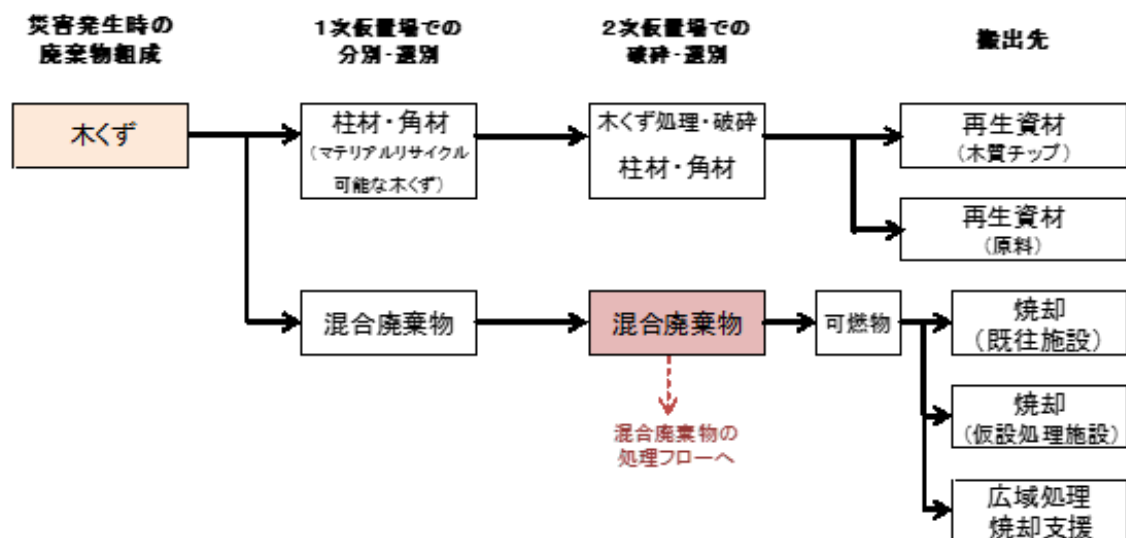 災害発生時の
廃棄物組成
1次仮置場での
分別・選別
2次仮置場での
破砕・選別
搬出先
木くず
柱材・角材
(マテリアルリサイクル
可能な木くず)
木くず処理・破砕
柱材・角材
再生資材
(木質チップ)
再生資材
(原料)
混合廃棄物
混合廃棄物
可燃物
焼却
(既往施設)
混合廃棄物の
処理フローへ
焼却
(仮設処理施設)
広域処理
焼却支援